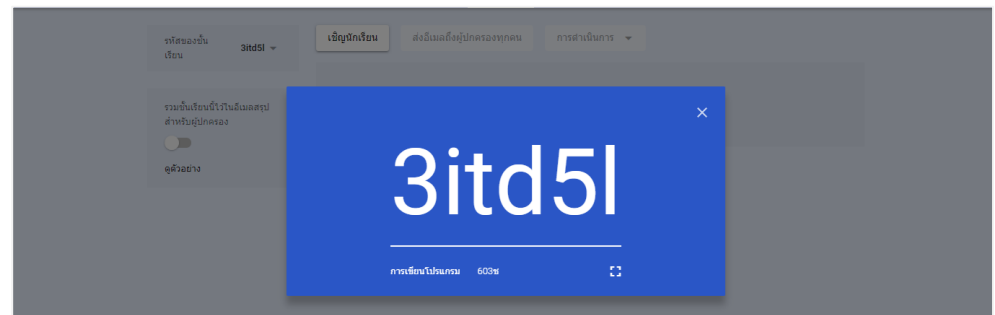 รหัสของชั้น
เรียน
3itd5l
เชิญนักเรียน
ส่งอีเมลถึงผู้ปกครองทุกคน
การดำเนินการ
รวมชั้นเรียนนี้ไว้ในอีเมลสรุป
สำหรับผู้ปกครอง
ดูตัวอย่าง
3itd5l
การเขียนโปรแกรม 603ช